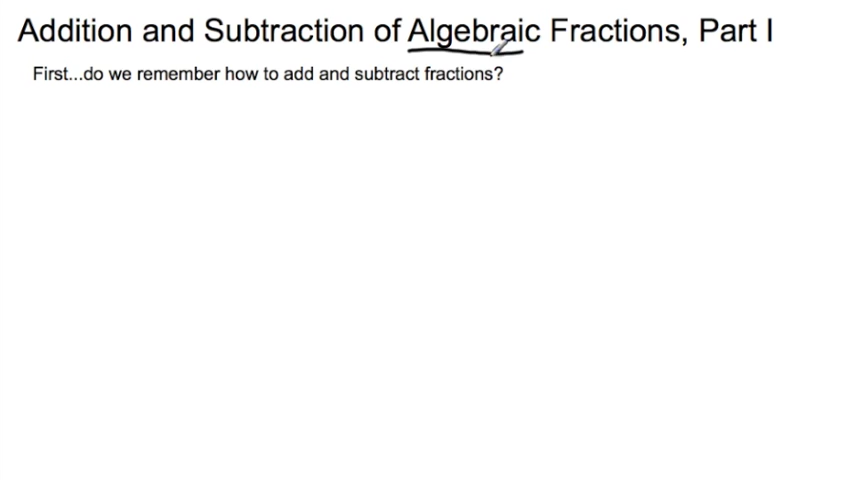 Addition and Subtraction of Algebraic Fractions, Part I
First...do we remember how to add and subtract fractions?